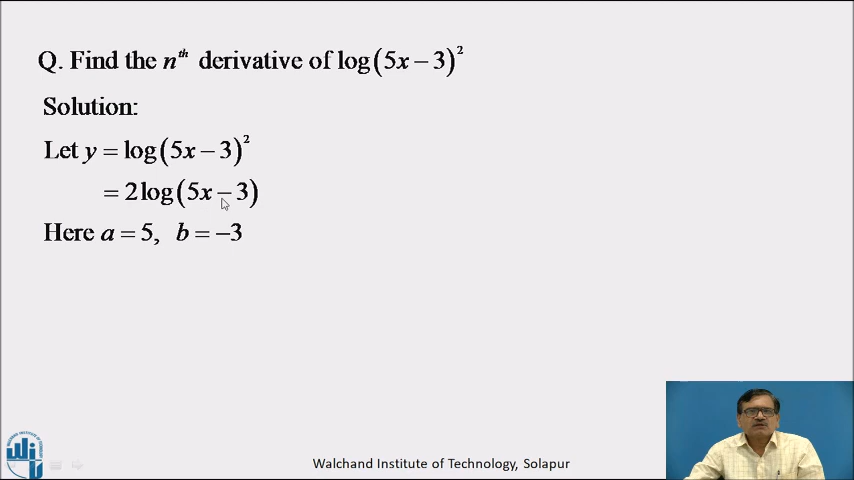 Q. Find the nᵗʰ derivative of log(5x − 3)²
Solution:
Let y = log(5x − 3)²
= 2log(5x − 3)
Here a = 5, b = −3
Walchand Institute of Technology, Solapur